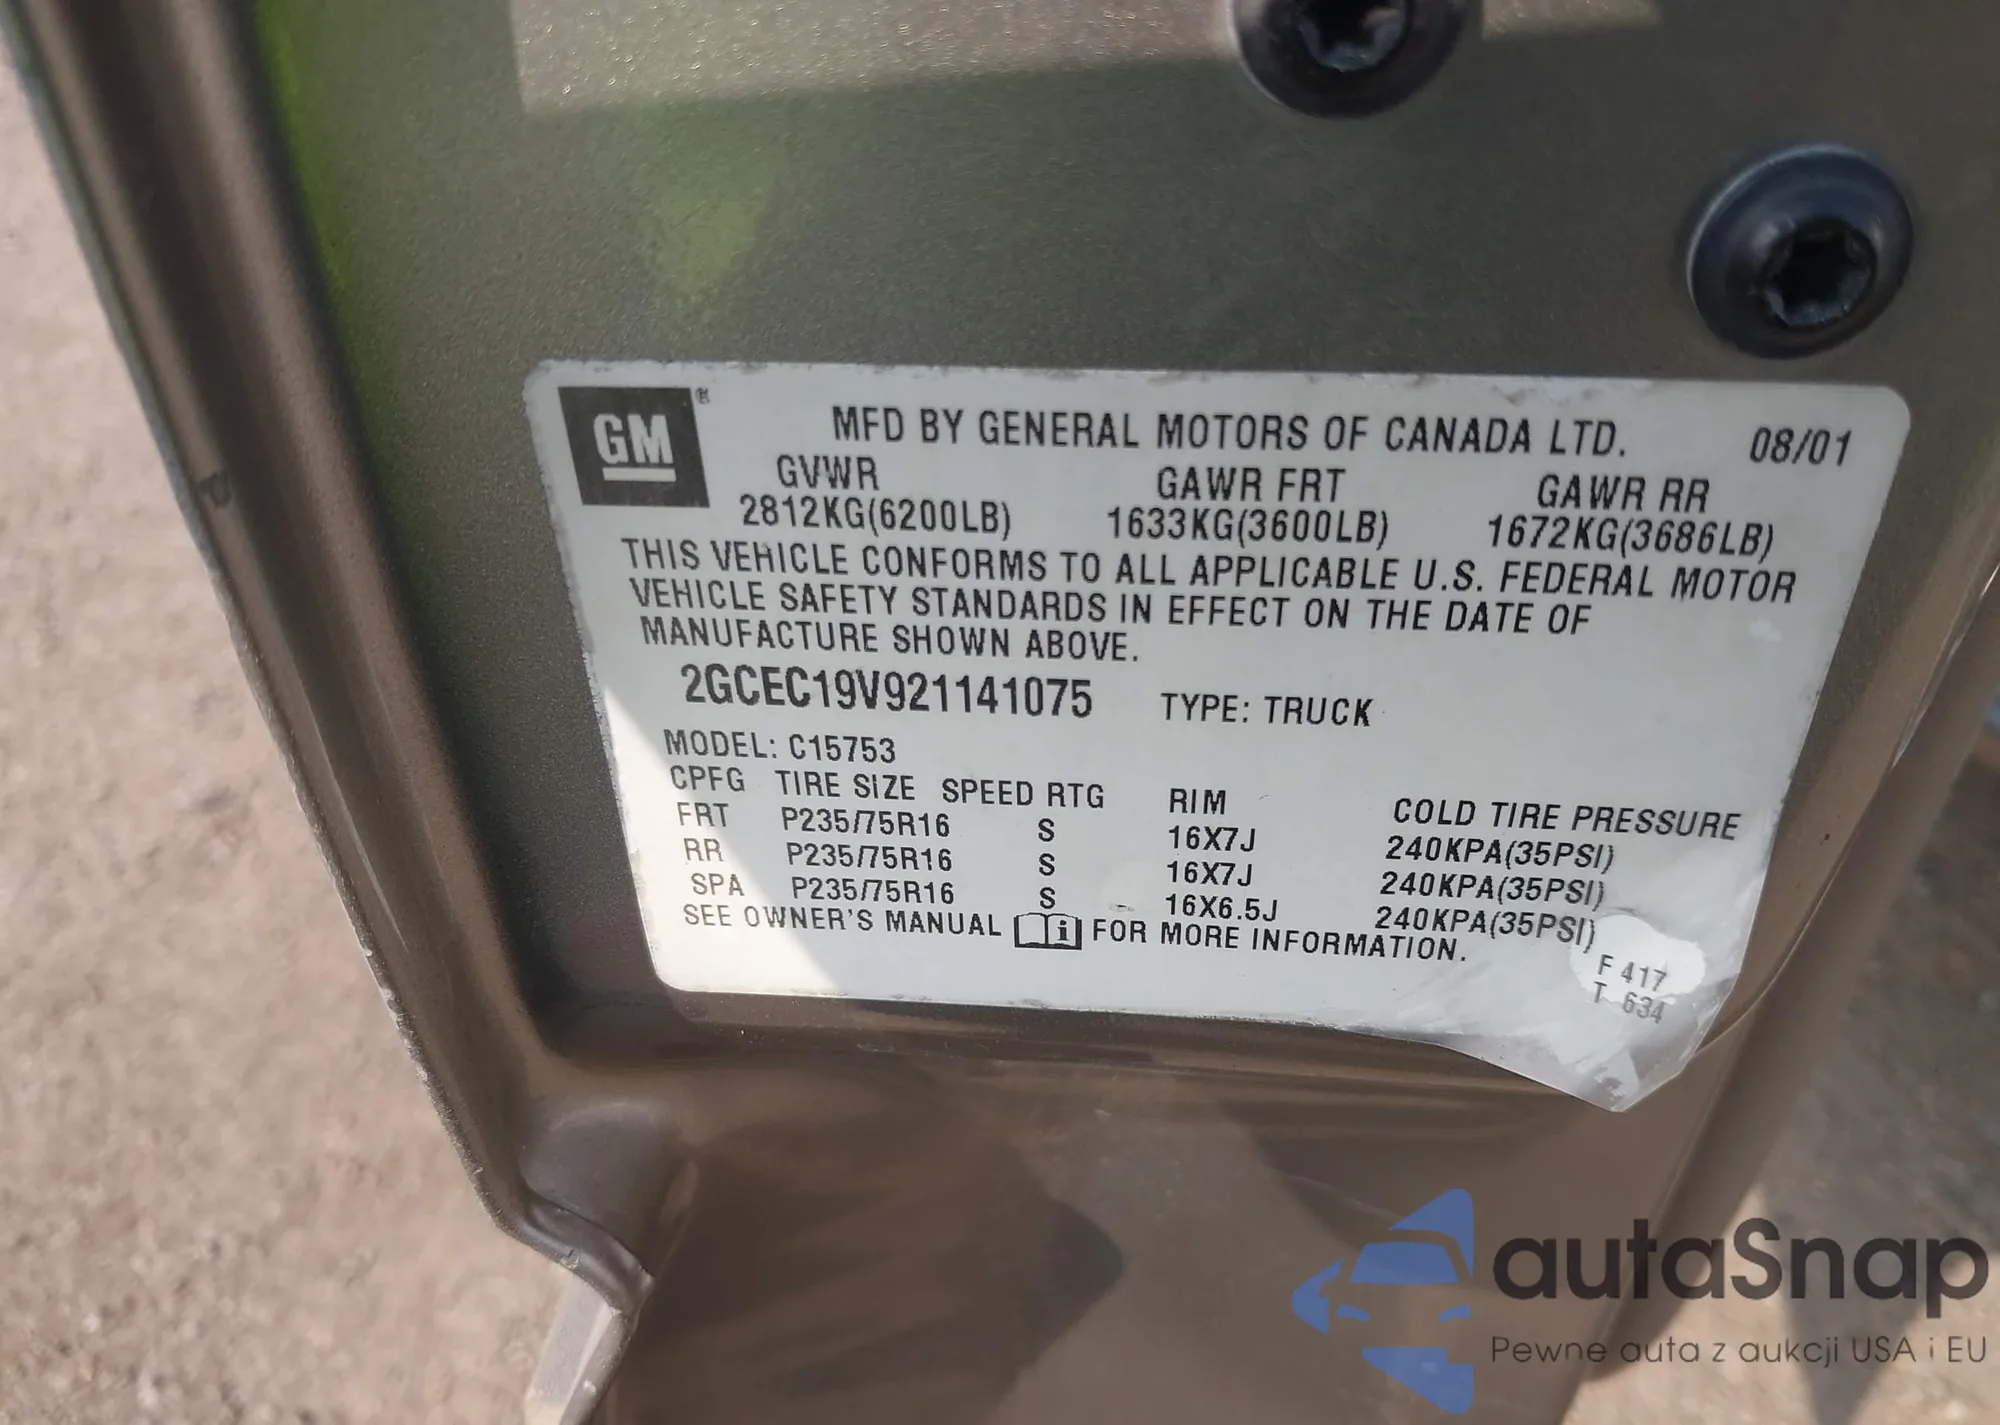 GM ®
MFD BY GENERAL MOTORS OF CANADA LTD. 08/01
GVWR GAWR FRT GAWR RR
2812KG(6200LB) 1633KG(3600LB) 1672KG(3686LB)
THIS VEHICLE CONFORMS TO ALL APPLICABLE U.S. FEDERAL MOTOR
VEHICLE SAFETY STANDARDS IN EFFECT ON THE DATE OF
MANUFACTURE SHOWN ABOVE.
2GCEC19V921141075 TYPE: TRUCK
MODEL: C15753
CPFG TIRE SIZE SPEED RTG RIM COLD TIRE PRESSURE
FRT P235/75R16 S 16X7J 240KPA(35PSI)
RR P235/75R16 S 16X7J 240KPA(35PSI)
SPA P235/75R16 S 16X6.5J 240KPA(35PSI)
SEE OWNER'S MANUAL i FOR MORE INFORMATION.
F 417
T 634
autaSnap
Pewne auta z aukcji USA i EU